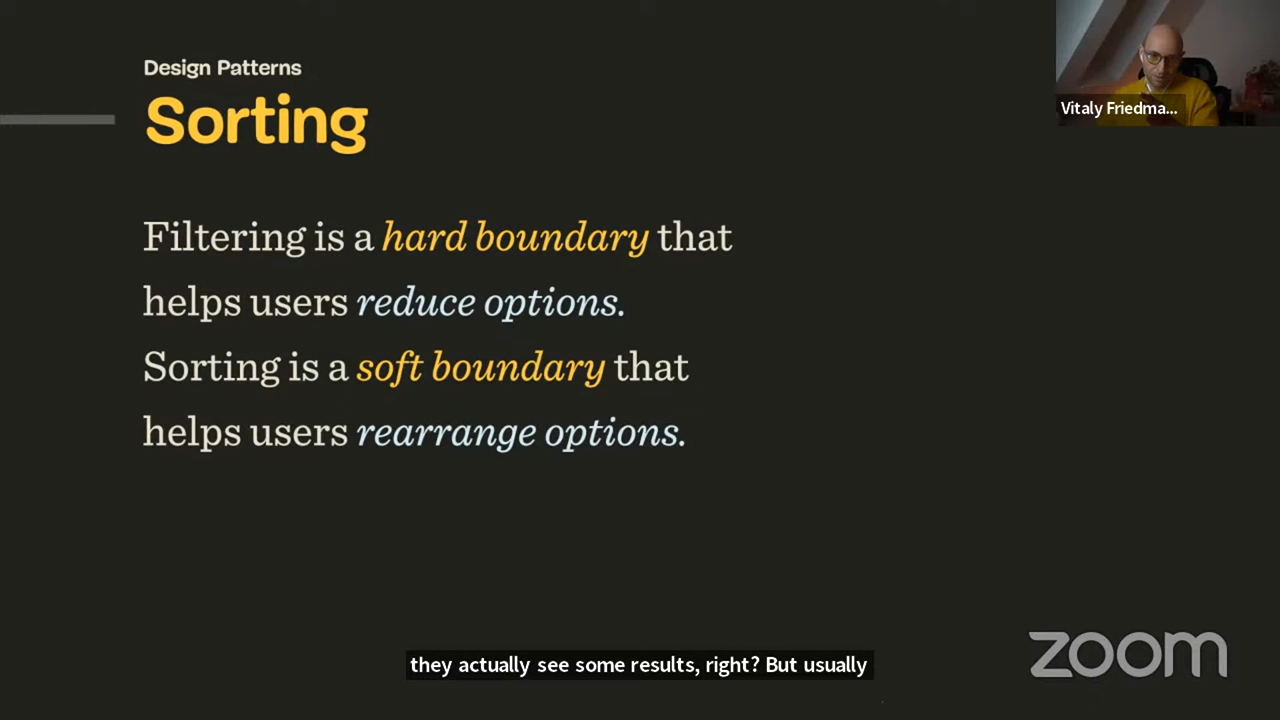 Design Patterns
Sorting
Vitaly Friedma...
Filtering is a hard boundary that
helps users reduce options.
Sorting is a soft boundary that
helps users rearrange options.
they actually see some results, right? But usually
zoom